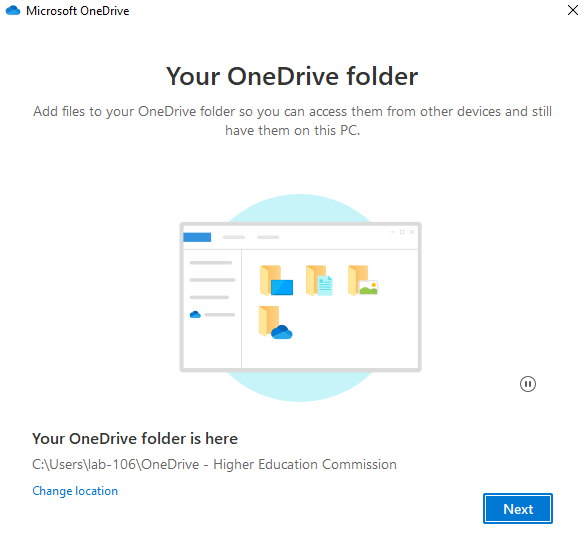 Microsoft OneDrive
Your OneDrive folder
Add files to your OneDrive folder so you can access them from other devices and still
have them on this PC.
Your OneDrive folder is here
C:\Users\lab-106\OneDrive - Higher Education Commission
Change location
Next